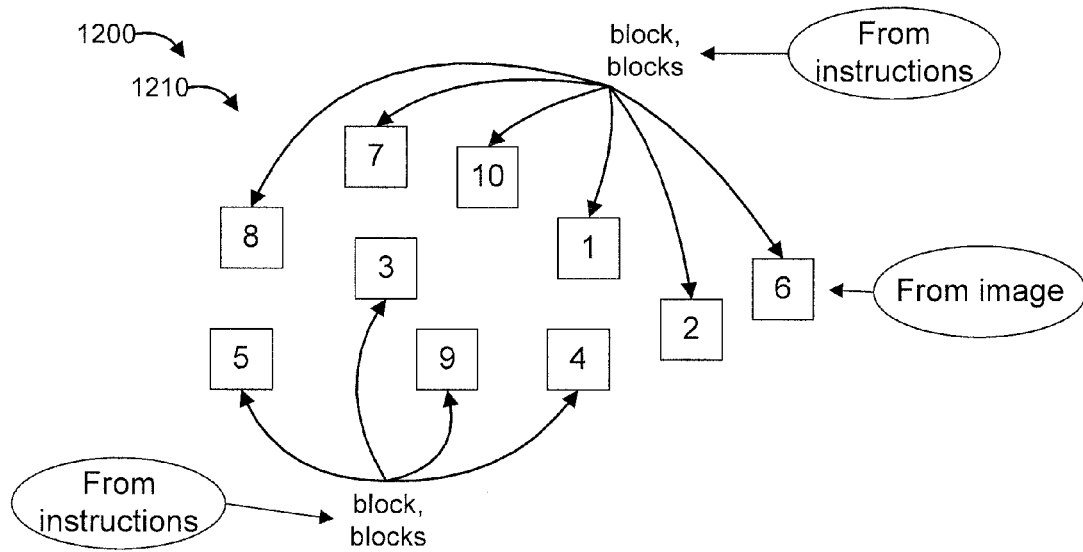 1200
1210
block,
blocks
From
instructions
7
10
8
3
1
6
From image
2
5
9
4
From
instructions
block,
blocks